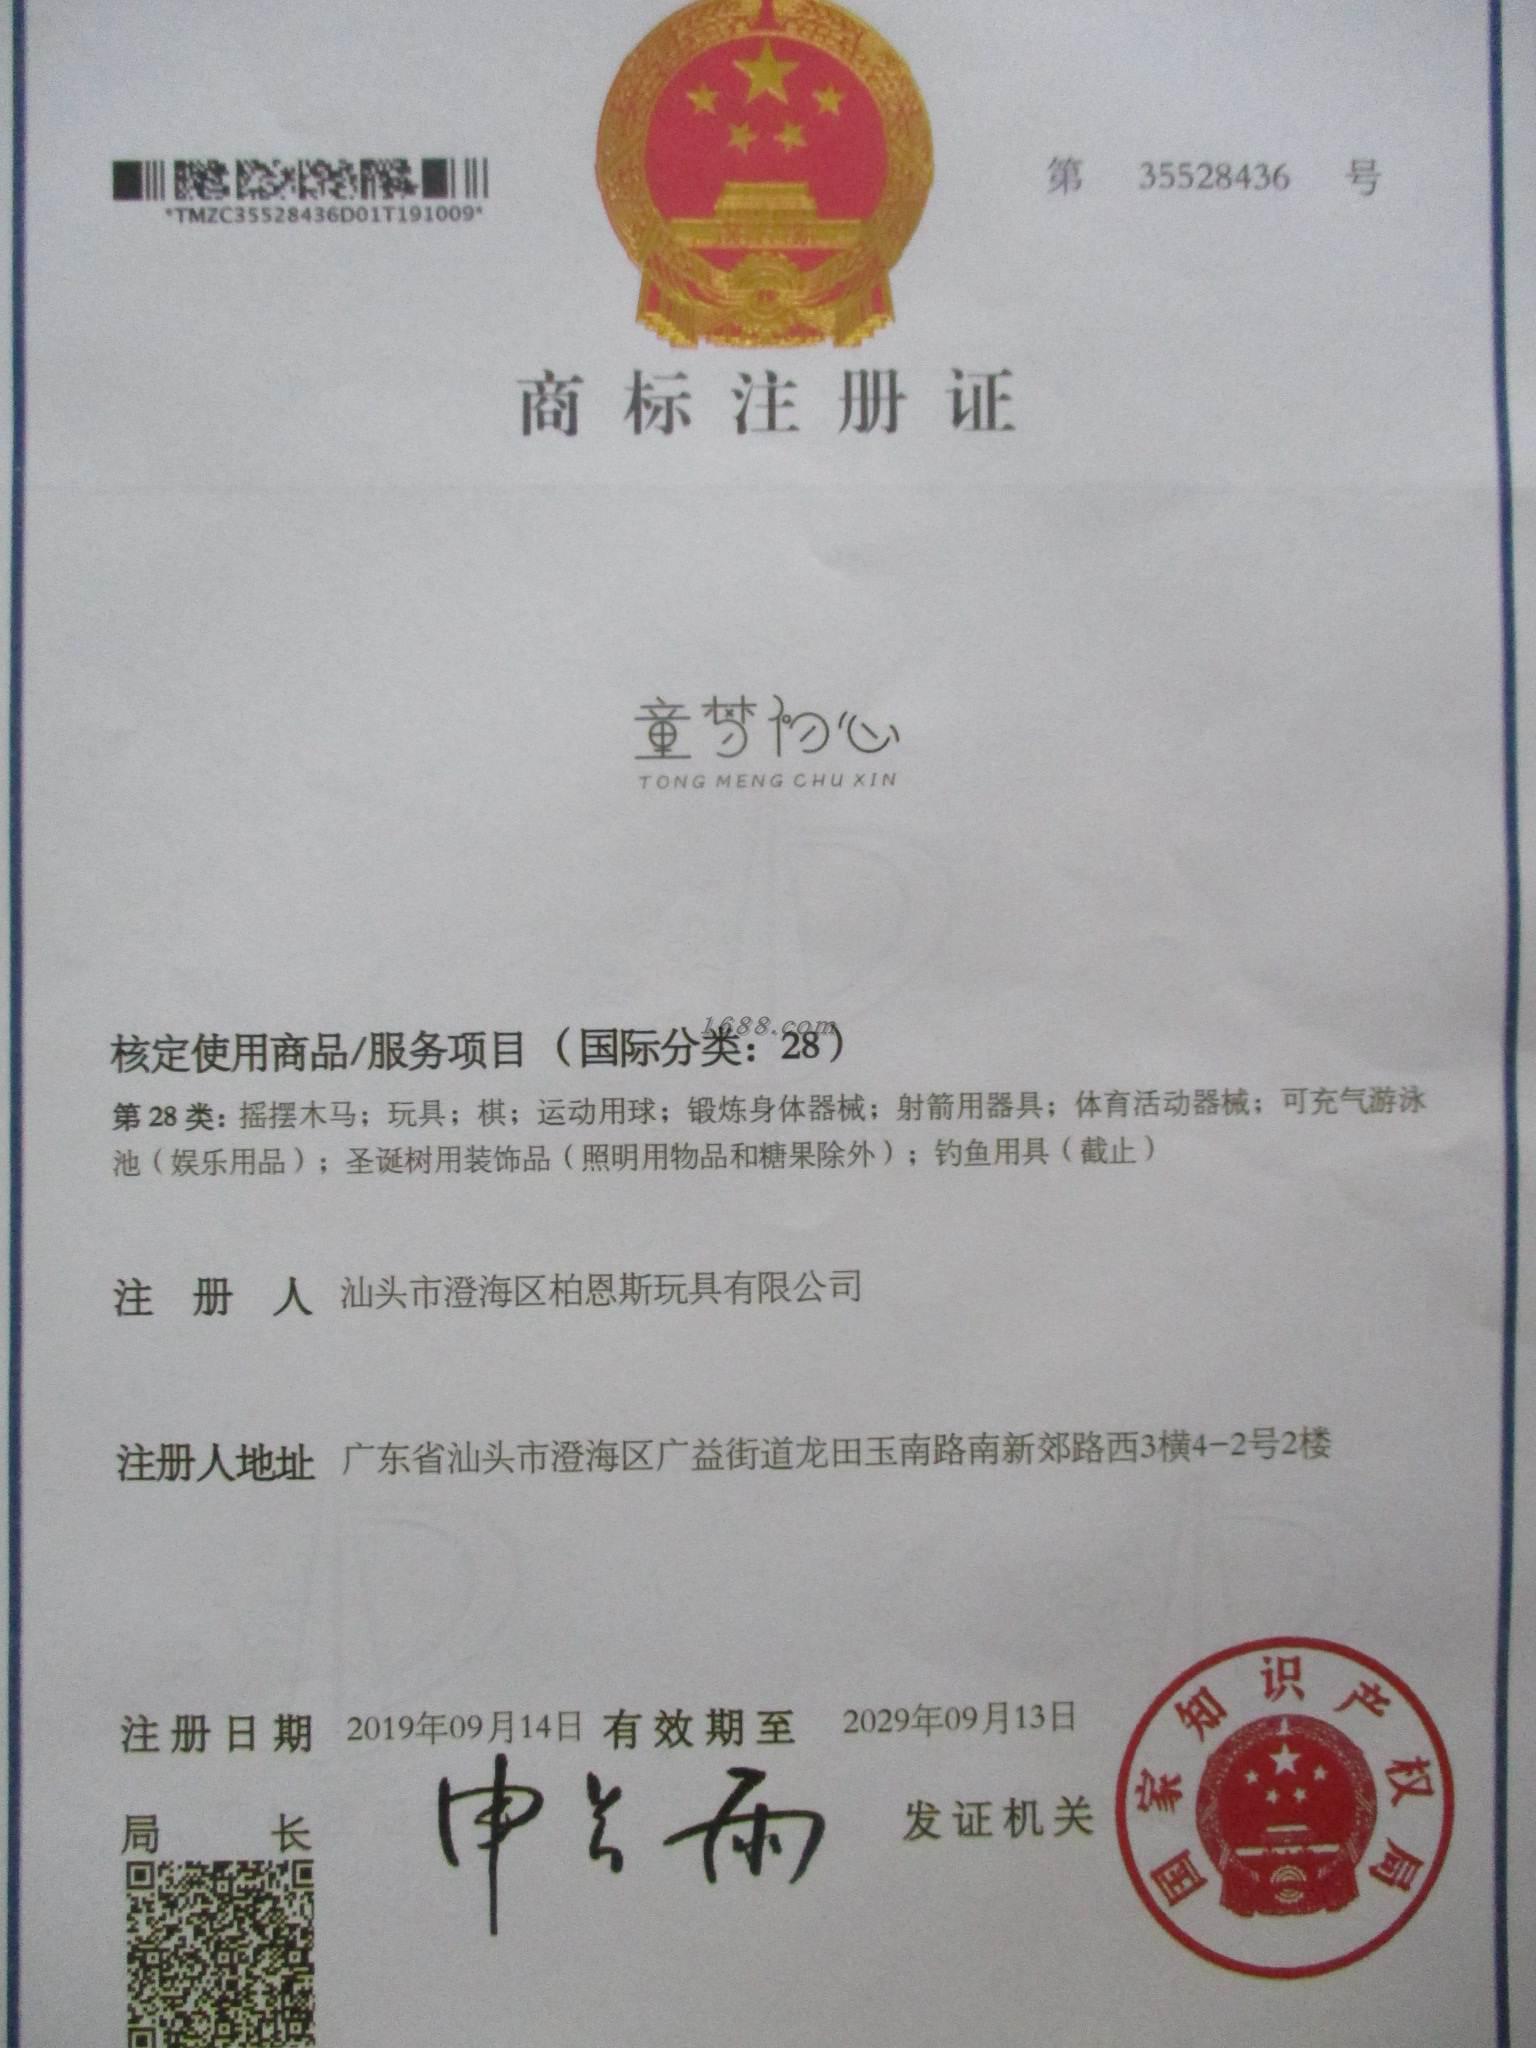 第 35528436 号
*TMZC35528436D01T191009*
商标注册证
童梦初心
TONG MENG CHU XIN
1688.com
核定使用商品/服务项目（国际分类：28）
第 28 类：摇摆木马；玩具；棋；运动用球；锻炼身体器械；射箭用器具；体育活动器械；可充气游泳
池（娱乐用品）；圣诞树用装饰品（照明用物品和糖果除外）；钓鱼用具（截止）
注册人 汕头市澄海区柏恩斯玩具有限公司
注册人地址 广东省汕头市澄海区广益街道龙田玉南路南新郊路西3横4-2号2楼
注册日期 2019年09月14日 有效期至 2029年09月13日
局长 申长雨 发证机关
国家知识产权局